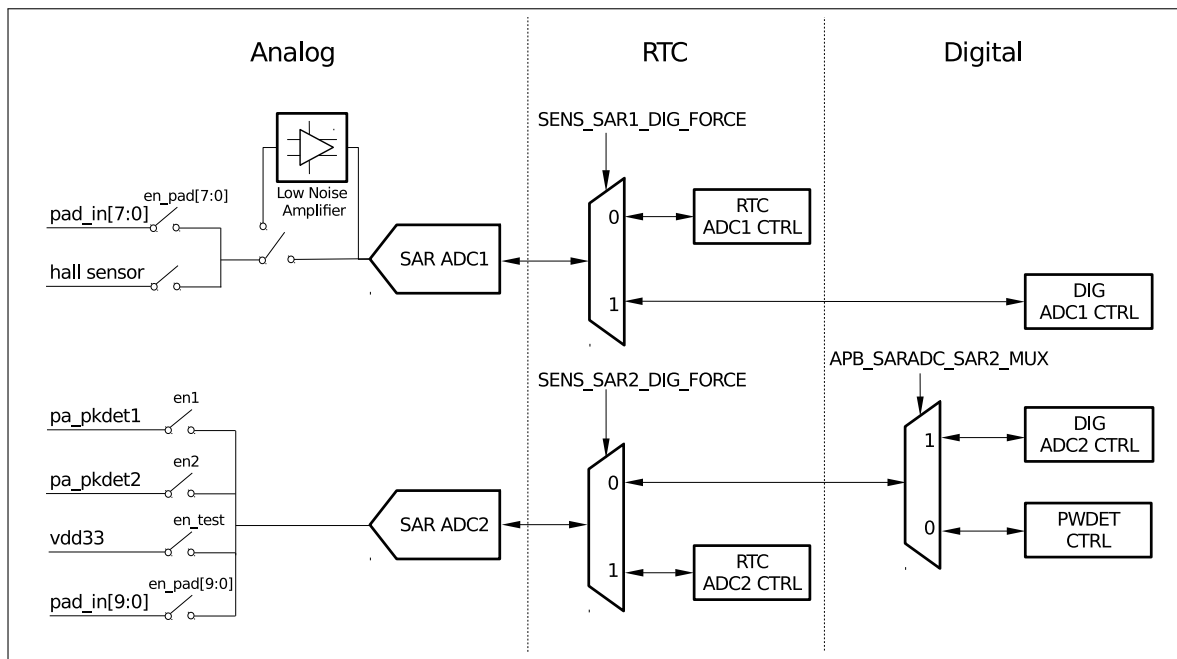 Analog
RTC
Digital
SENS_SAR1_DIG_FORCE
en_pad[7:0]
Low Noise
Amplifier
pad_in[7:0]
hall sensor
SAR ADC1
0
1
RTC
ADC1 CTRL
DIG
ADC1 CTRL
SENS_SAR2_DIG_FORCE
APB_SARADC_SAR2_MUX
pa_pkdet1
en1
pa_pkdet2
en2
vdd33
en_test
pad_in[9:0]
en_pad[9:0]
SAR ADC2
0
1
RTC
ADC2 CTRL
1
0
DIG
ADC2 CTRL
PWDET
CTRL